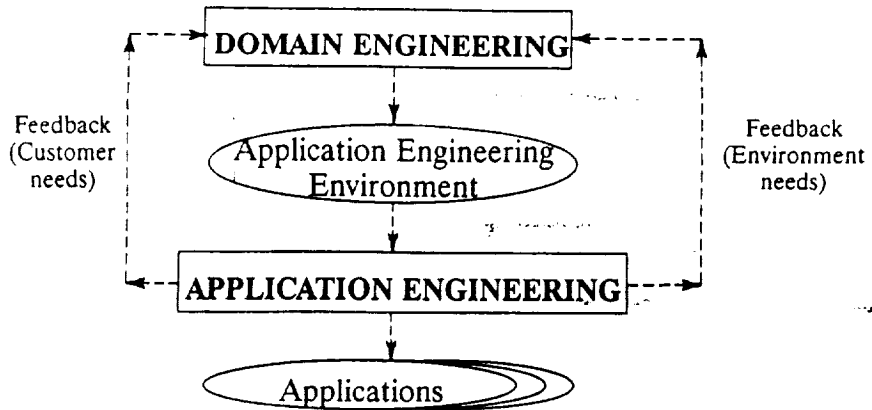 DOMAIN ENGINEERING
Feedback
(Customer
needs)
Application Engineering
Environment
Feedback
(Environment
needs)
APPLICATION ENGINEERING
Applications